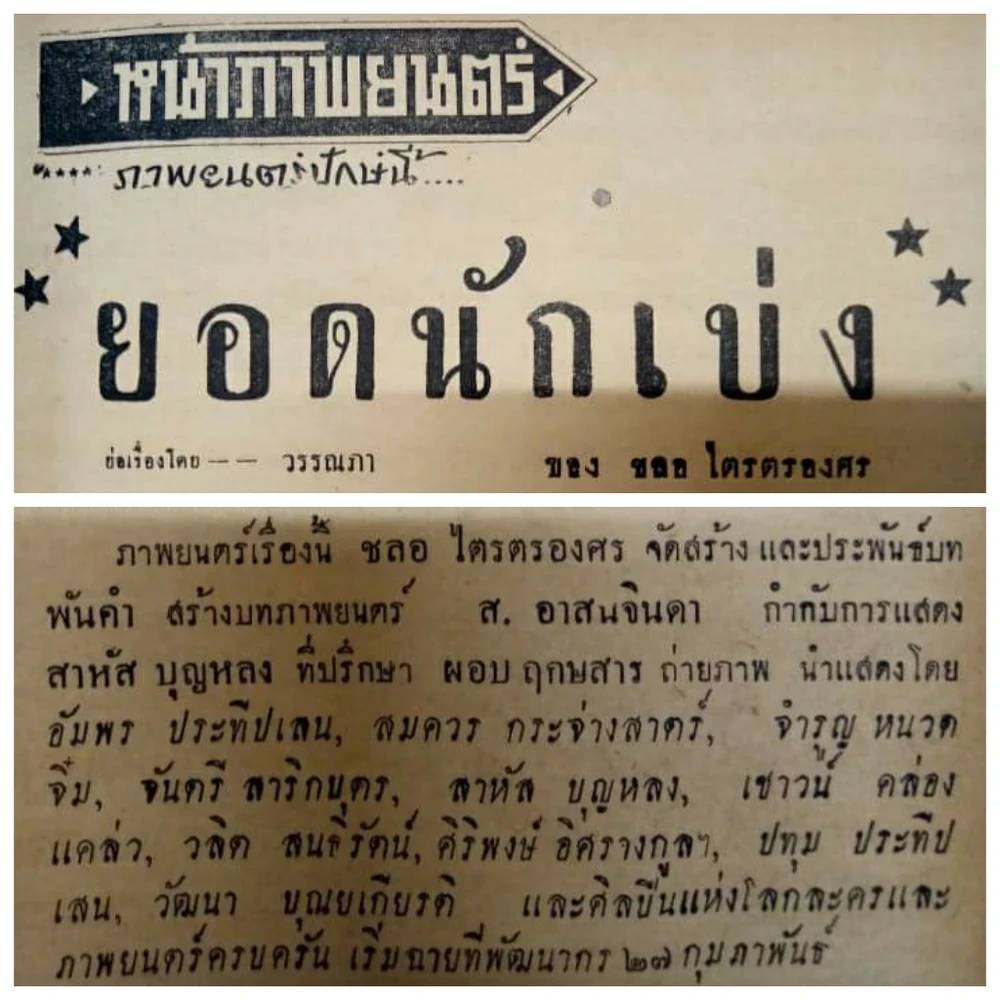 หน้าภาพยนตร์
ภาพยนตร์ปักษ์นี้....
ยอดนักเบ่ง
ย่อเรื่องโดย -- วรรณภา ของ ชลอ ไตรตรองศร
ภาพยนตร์เรื่องนี้ ชลอ ไตรตรองศร จัดสร้าง และประพันธ์บท
พันคำ สร้างบทภาพยนตร์ ส. อาสนจินดา กำกับการแสดง
สาหัส บุญหลง ที่ปรึกษา ผอบ ฤกษสาร ถ่ายภาพ นำแสดงโดย
อัมพร ประทีปเสน, สมควร กระจ่างสาตร์, จำรูญ หนวด
จิ๋ม, จันตรี สาริกบุตร, สาหัส บุญหลง, เชาวน์ คล่อง
แคล่ว, วลิต สนธิรัตน์, ศิริพงษ์ อิศรางกูลฯ, ปทุม ประทีป
เสน, วัฒนา บุณยเกียรติ และศิลปินแห่งโลกละครและ
ภาพยนตร์ครบครัน เริ่มฉายที่พัฒนากร ๒๗ กุมภาพันธ์